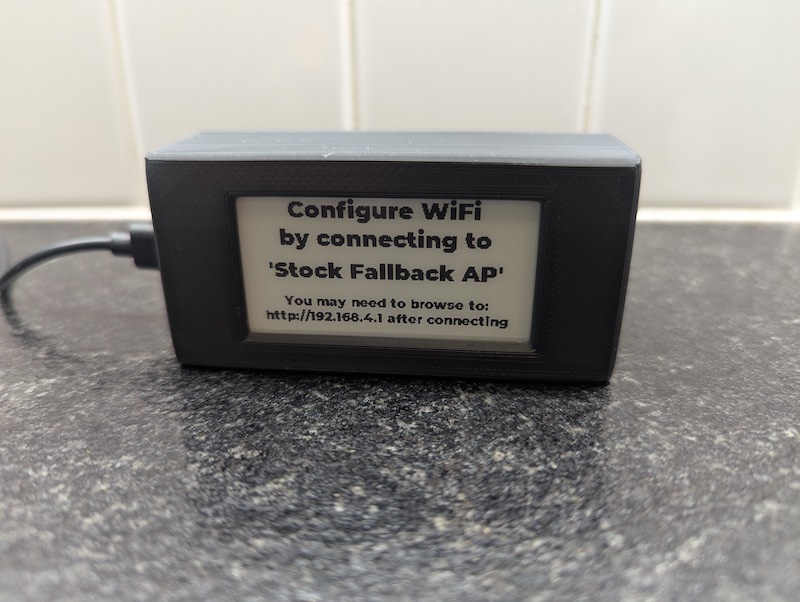 Configure WiFi
by connecting to
'Stock Fallback AP'
You may need to browse to:
http://192.168.4.1 after connecting